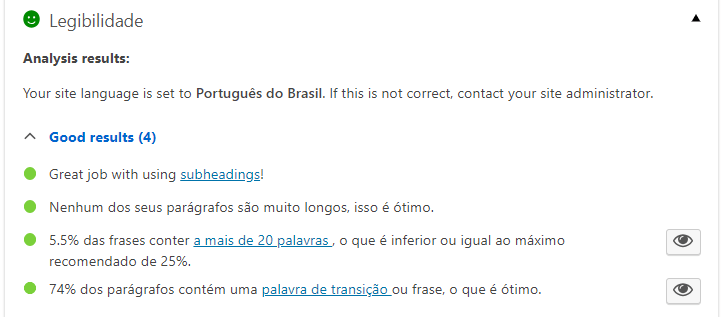 Legibilidade
Analysis results:
Your site language is set to Português do Brasil. If this is not correct, contact your site administrator.
Good results (4)
Great job with using subheadings!
Nenhum dos seus parágrafos são muito longos, isso é ótimo.
5.5% das frases conter a mais de 20 palavras , o que é inferior ou igual ao máximo
recomendado de 25%.
74% dos parágrafos contém uma palavra de transição ou frase, o que é ótimo.